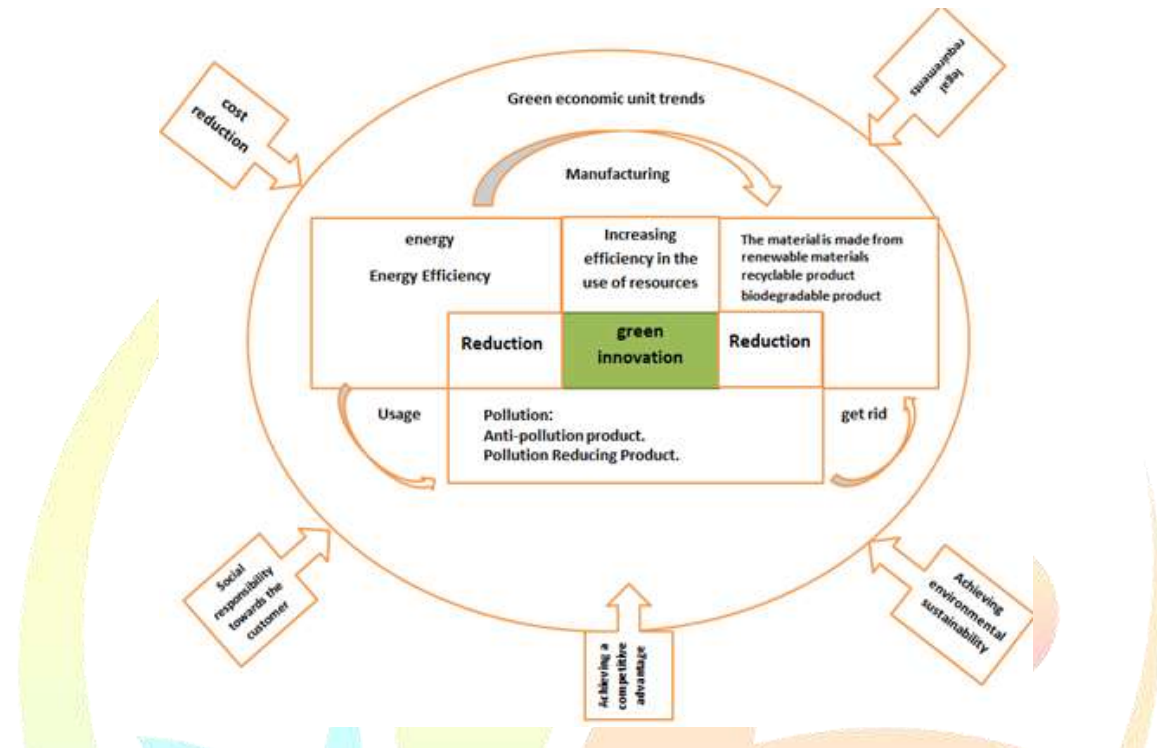 cost
reduction
legal
requirements
Green economic unit trends
Manufacturing
energy
Energy Efficiency
Increasing
efficiency in the
use of resources
The material is made from
renewable materials
recyclable product
biodegradable product
Reduction
green
innovation
Reduction
Usage
Pollution:
Anti-pollution product.
Pollution Reducing Product.
get rid
Social
responsibility
towards the
customer
Achieving a
competitive
advantage
Achieving
environmental
sustainability